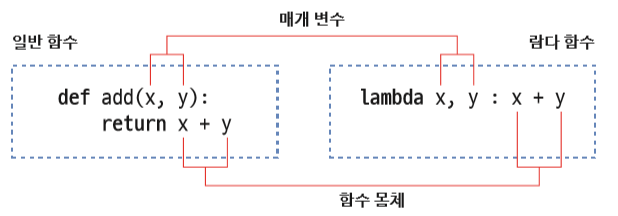 매개 변수
일반 함수
람다 함수
def add(x, y):
return x + y
lambda x, y : x + y
함수 몸체